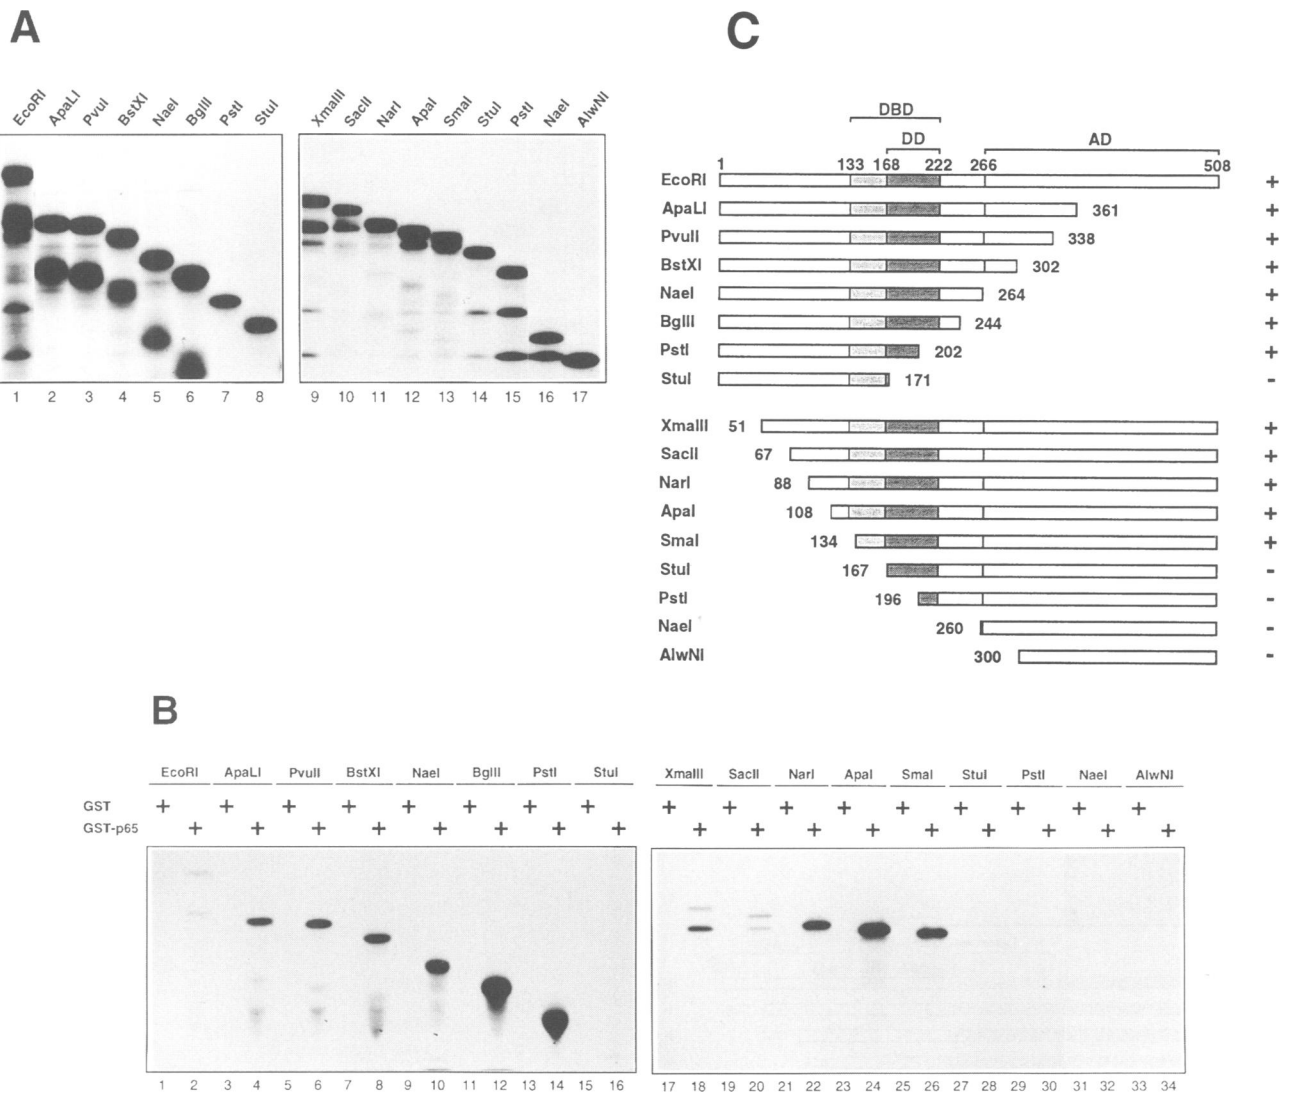 A
EcoRI ApaLI PvuI BstXI NaeI BglII PstI StuI
XmaIII SacII NarI ApaI SmaI StuI PstI NaeI AlwNI
1 2 3 4 5 6 7 8
9 10 11 12 13 14 15 16 17
C
DBD
DD AD
1 133 168 222 266 508
EcoRI +
ApaLI 361 +
PvuII 338 +
BstXI 302 +
NaeI 264 +
BglII 244 +
PstI 202 +
StuI 171 -
XmaIII 51 +
SacII 67 +
NarI 88 +
ApaI 108 +
SmaI 134 +
StuI 167 -
PstI 196 -
NaeI 260 -
AlwNI 300 -
B
EcoRI ApaLI PvuII BstXI NaeI BglII PstI StuI
XmaIII SacII NarI ApaI SmaI StuI PstI NaeI AlwNI
GST + + + + + + + + + + + + + + + + +
GST-p65 + + + + + + + + + + + + + + + + +
1 2 3 4 5 6 7 8 9 10 11 12 13 14 15 16
17 18 19 20 21 22 23 24 25 26 27 28 29 30 31 32 33 34